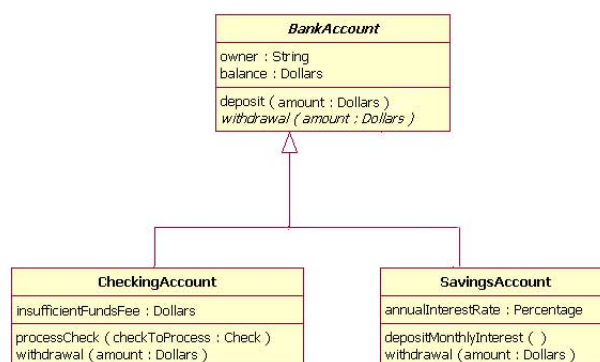 BankAccount
owner : String
balance : Dollars
deposit ( amount : Dollars )
withdrawal ( amount : Dollars )
CheckingAccount
insufficientFundsFee : Dollars
processCheck ( checkToProcess : Check )
withdrawal ( amount : Dollars )
SavingsAccount
annualInterestRate : Percentage
depositMonthlyInterest ( )
withdrawal ( amount : Dollars )